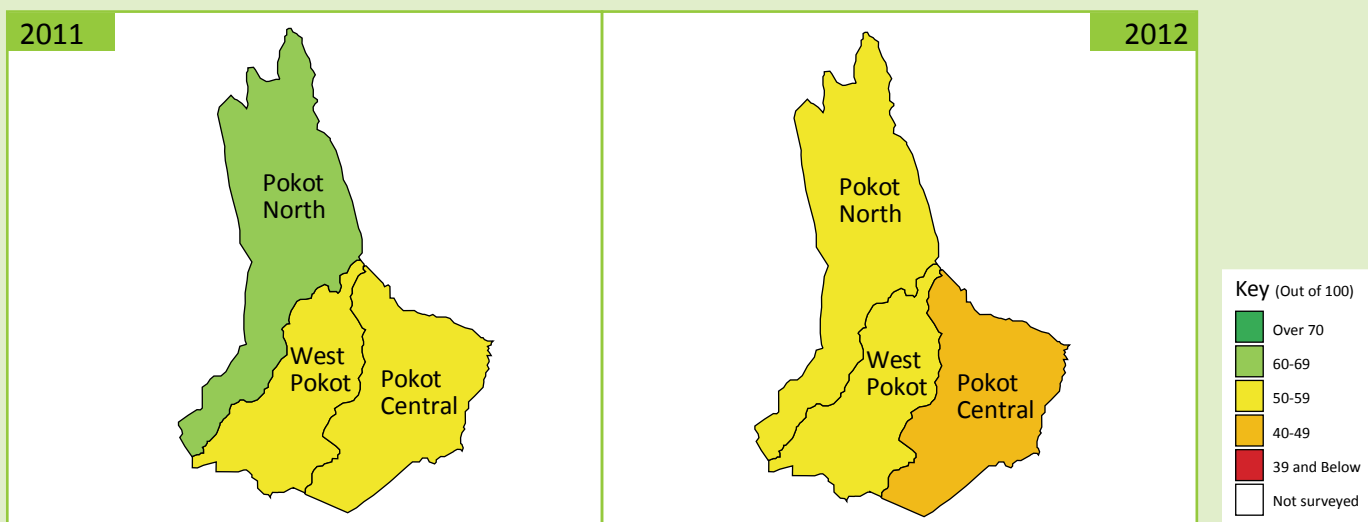 2011
2012
Pokot
North
West
Pokot
Pokot
Central
Pokot
North
West
Pokot
Pokot
Central
Key (Out of 100)
Over 70
60-69
50-59
40-49
39 and Below
Not surveyed